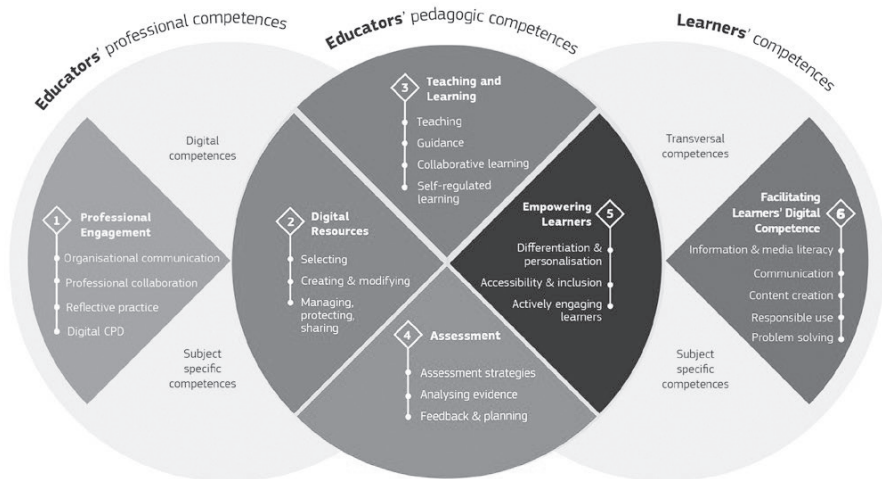 Educators' professional competences
Educators' pedagogic competences
Learners' competences
Digital
competences
Subject
specific
competences
1
Professional
Engagement
Organisational communication
Professional collaboration
Reflective practice
Digital CPD
2
Digital
Resources
Selecting
Creating & modifying
Managing,
protecting,
sharing
3
Teaching and
Learning
Teaching
Guidance
Collaborative learning
Self-regulated
learning
4
Assessment
Assessment strategies
Analysing evidence
Feedback & planning
5
Empowering
Learners
Differentiation &
personalisation
Accessibility & inclusion
Actively engaging
learners
Transversal
competences
Subject
specific
competences
6
Facilitating
Learners' Digital
Competence
Information & media literacy
Communication
Content creation
Responsible use
Problem solving